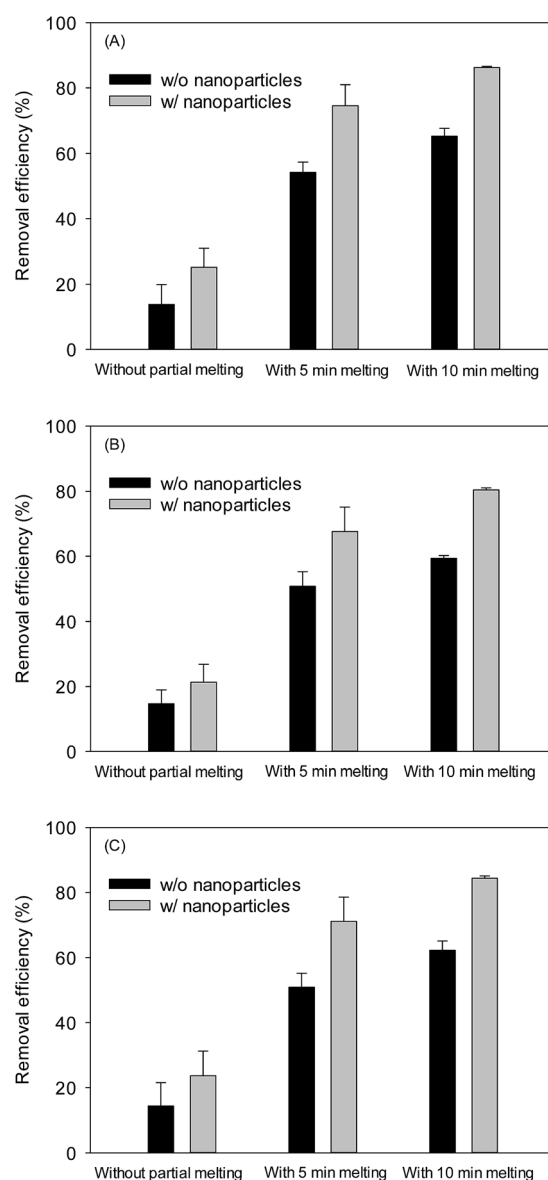 100
(A)
w/o nanoparticles
80
w/ nanoparticles
60
40
20
0
Removal efficiency (%)
Without partial melting With 5 min melting With 10 min melting
100
(B)
w/o nanoparticles
80
w/ nanoparticles
60
40
20
0
Removal efficiency (%)
Without partial melting With 5 min melting With 10 min melting
100
(C)
w/o nanoparticles
80
w/ nanoparticles
60
40
20
0
Removal efficiency (%)
Without partial melting With 5 min melting With 10 min melting